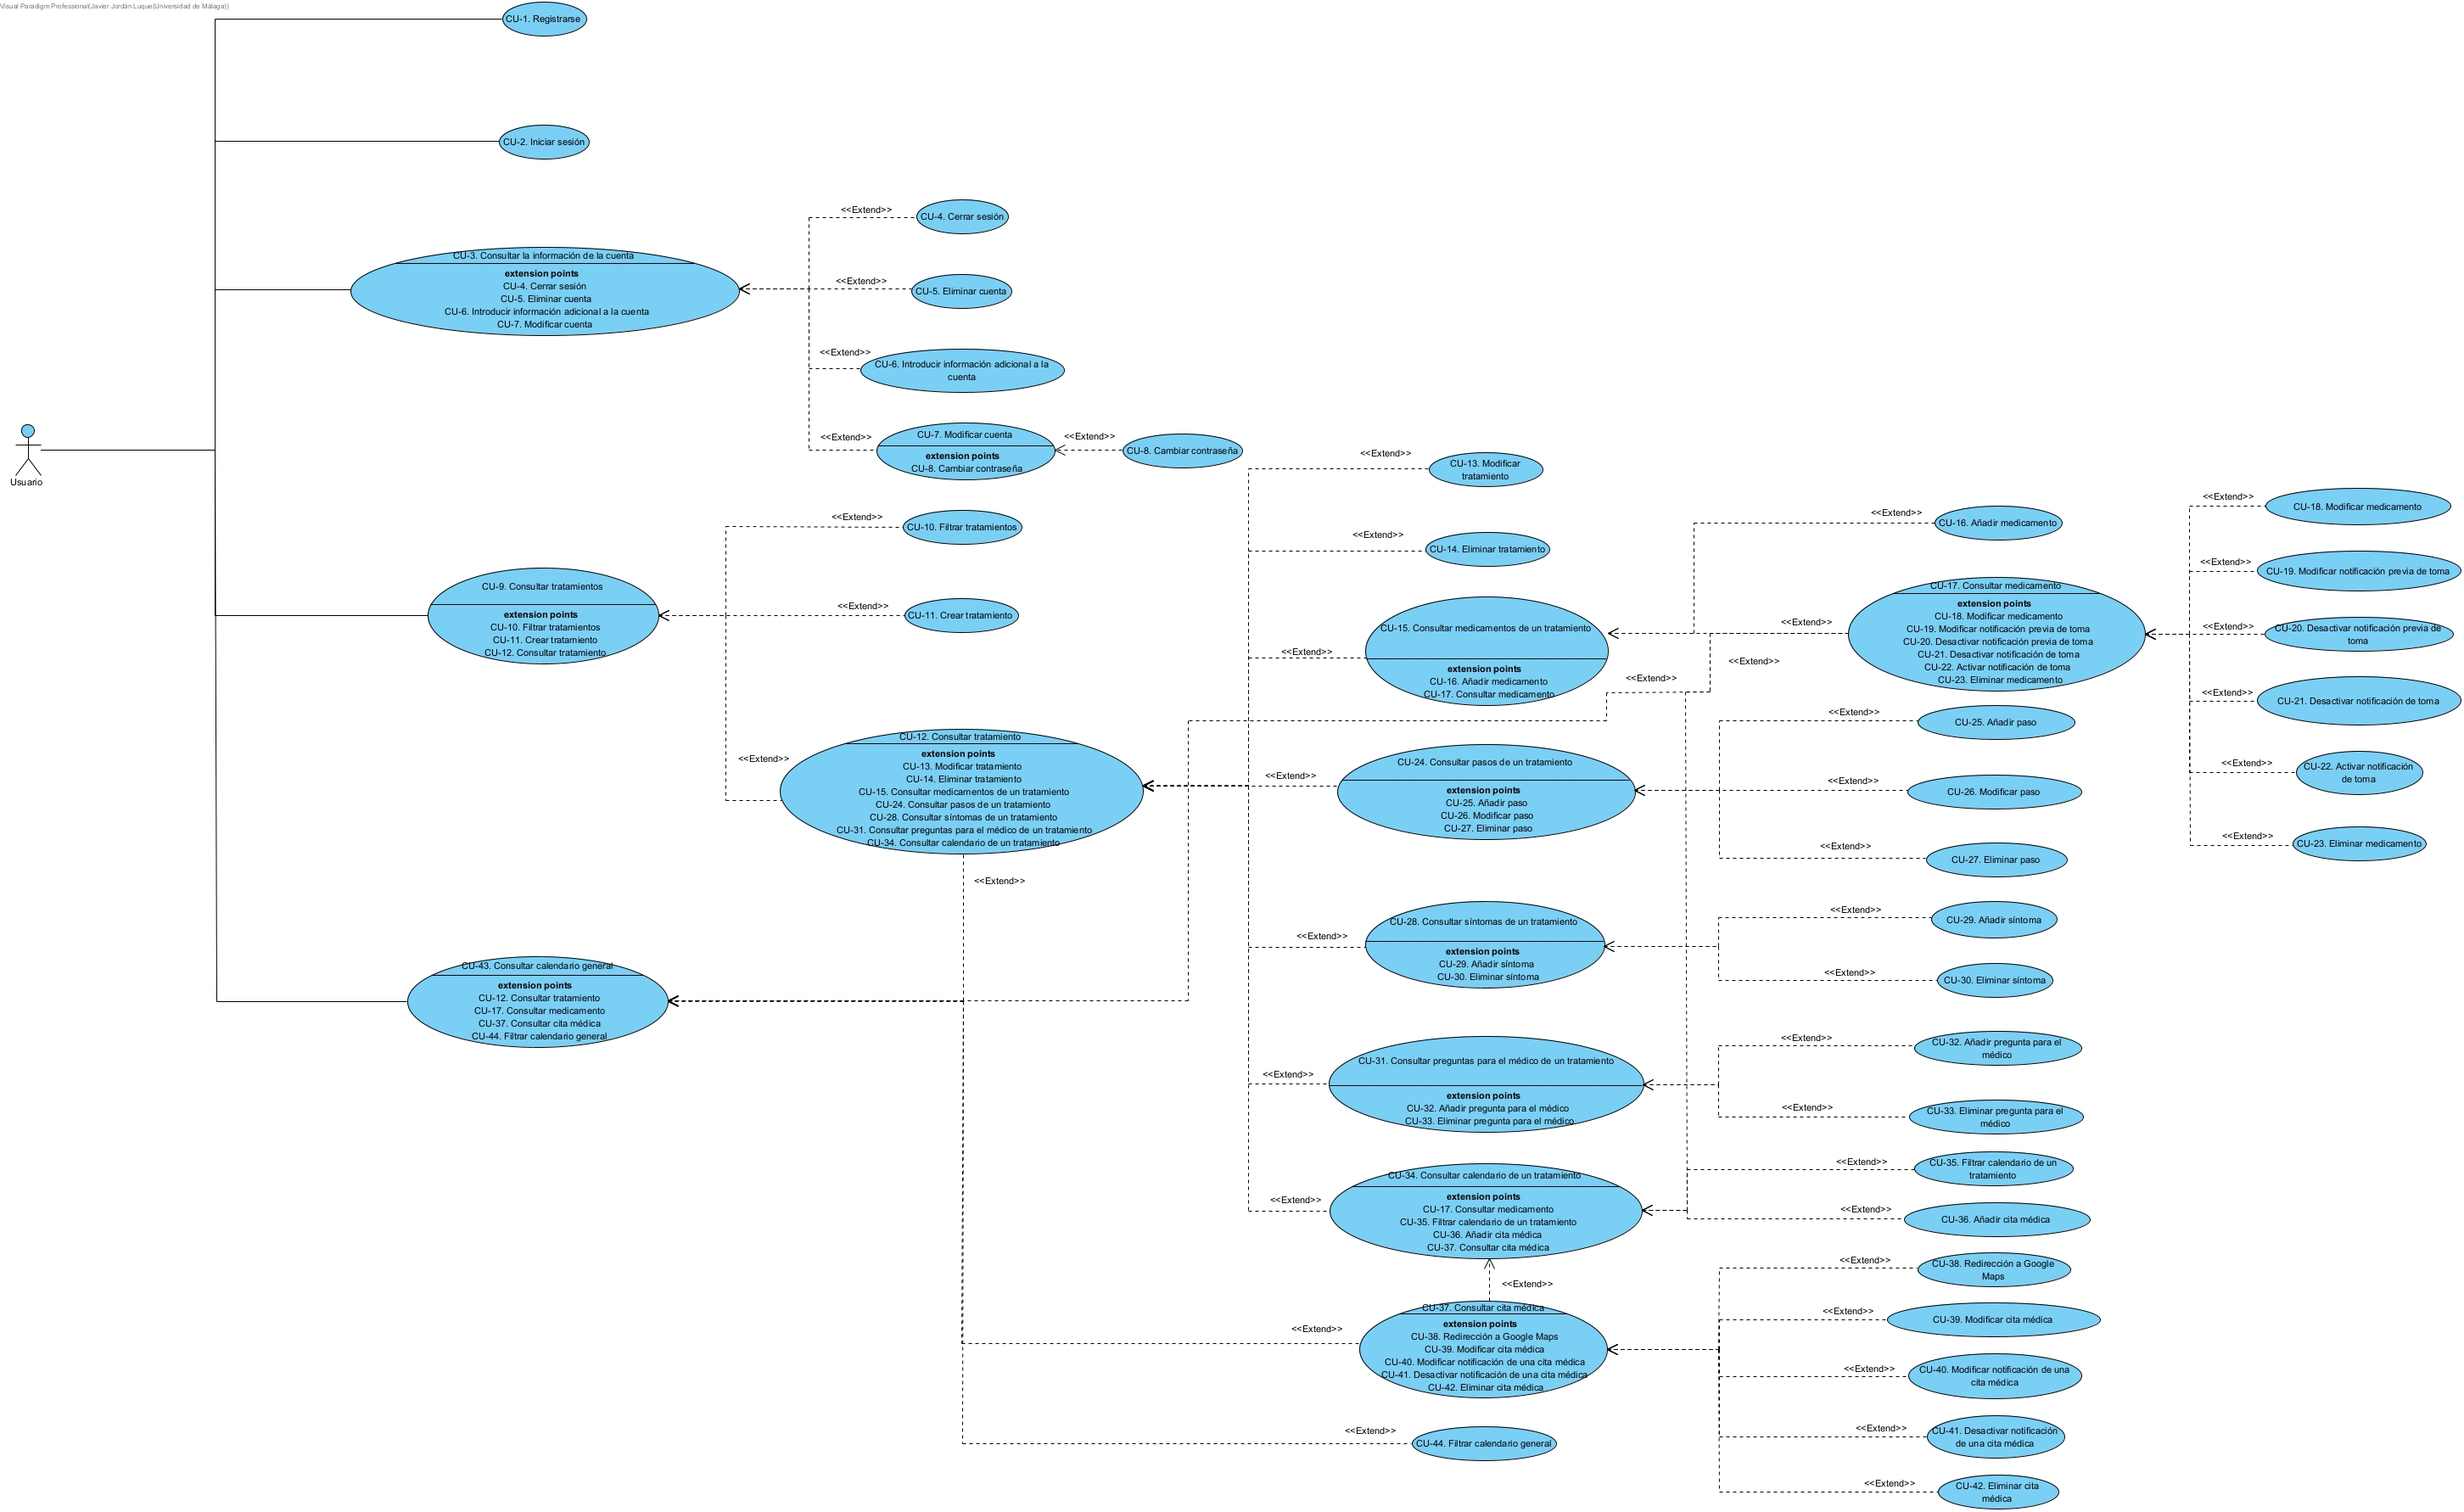 Visual Paradigm Professional(Javier Jordán Luque(Universidad de Málaga))
CU-1. Registrarse
CU-2. Iniciar sesión
<<Extend>>
CU-4. Cerrar sesión
CU-3. Consultar la información de la cuenta
extension points
CU-4. Cerrar sesión
CU-5. Eliminar cuenta
CU-6. Introducir información adicional a la cuenta
CU-7. Modificar cuenta
<<Extend>>
CU-5. Eliminar cuenta
<<Extend>>
CU-6. Introducir información adicional a la
cuenta
Usuario
<<Extend>>
CU-7. Modificar cuenta
extension points
CU-8. Cambiar contraseña
<<Extend>>
CU-8. Cambiar contraseña
<<Extend>>
CU-10. Filtrar tratamientos
CU-9. Consultar tratamientos
extension points
CU-10. Filtrar tratamientos
CU-11. Crear tratamiento
CU-12. Consultar tratamiento
<<Extend>>
CU-11. Crear tratamiento
<<Extend>>
CU-12. Consultar tratamiento
extension points
CU-13. Modificar tratamiento
CU-14. Eliminar tratamiento
CU-15. Consultar medicamentos de un tratamiento
CU-24. Consultar pasos de un tratamiento
CU-28. Consultar síntomas de un tratamiento
CU-31. Consultar preguntas para el médico de un tratamiento
CU-34. Consultar calendario de un tratamiento
<<Extend>>
CU-43. Consultar calendario general
extension points
CU-12. Consultar tratamiento
CU-17. Consultar medicamento
CU-37. Consultar cita médica
CU-44. Filtrar calendario general
<<Extend>>
CU-13. Modificar
tratamiento
<<Extend>>
CU-14. Eliminar tratamiento
<<Extend>>
CU-15. Consultar medicamentos de un tratamiento
extension points
CU-16. Añadir medicamento
CU-17. Consultar medicamento
<<Extend>>
CU-16. Añadir medicamento
<<Extend>>
<<Extend>>
<<Extend>>
CU-17. Consultar medicamento
extension points
CU-18. Modificar medicamento
CU-19. Modificar notificación previa de toma
CU-20. Desactivar notificación previa de toma
CU-21. Desactivar notificación de toma
CU-22. Activar notificación de toma
CU-23. Eliminar medicamento
<<Extend>>
CU-18. Modificar medicamento
<<Extend>>
CU-19. Modificar notificación previa de toma
<<Extend>>
CU-20. Desactivar notificación previa de
toma
<<Extend>>
CU-21. Desactivar notificación de toma
<<Extend>>
CU-22. Activar notificación
de toma
<<Extend>>
CU-23. Eliminar medicamento
<<Extend>>
CU-24. Consultar pasos de un tratamiento
extension points
CU-25. Añadir paso
CU-26. Modificar paso
CU-27. Eliminar paso
<<Extend>>
CU-25. Añadir paso
<<Extend>>
CU-26. Modificar paso
<<Extend>>
CU-27. Eliminar paso
<<Extend>>
CU-28. Consultar síntomas de un tratamiento
extension points
CU-29. Añadir síntoma
CU-30. Eliminar síntoma
<<Extend>>
CU-29. Añadir síntoma
<<Extend>>
CU-30. Eliminar síntoma
<<Extend>>
CU-31. Consultar preguntas para el médico de un tratamiento
extension points
CU-32. Añadir pregunta para el médico
CU-33. Eliminar pregunta para el médico
<<Extend>>
CU-32. Añadir pregunta para el
médico
<<Extend>>
CU-33. Eliminar pregunta para el
médico
<<Extend>>
CU-34. Consultar calendario de un tratamiento
extension points
CU-17. Consultar medicamento
CU-35. Filtrar calendario de un tratamiento
CU-36. Añadir cita médica
CU-37. Consultar cita médica
<<Extend>>
CU-35. Filtrar calendario de un
tratamiento
<<Extend>>
CU-36. Añadir cita médica
<<Extend>>
<<Extend>>
CU-37. Consultar cita médica
extension points
CU-38. Redirección a Google Maps
CU-39. Modificar cita médica
CU-40. Modificar notificación de una cita médica
CU-41. Desactivar notificación de una cita médica
CU-42. Eliminar cita médica
<<Extend>>
CU-38. Redirección a Google
Maps
<<Extend>>
CU-39. Modificar cita médica
<<Extend>>
CU-40. Modificar notificación de una
cita médica
<<Extend>>
CU-41. Desactivar notificación
de una cita médica
<<Extend>>
CU-42. Eliminar cita
médica
<<Extend>>
CU-44. Filtrar calendario general